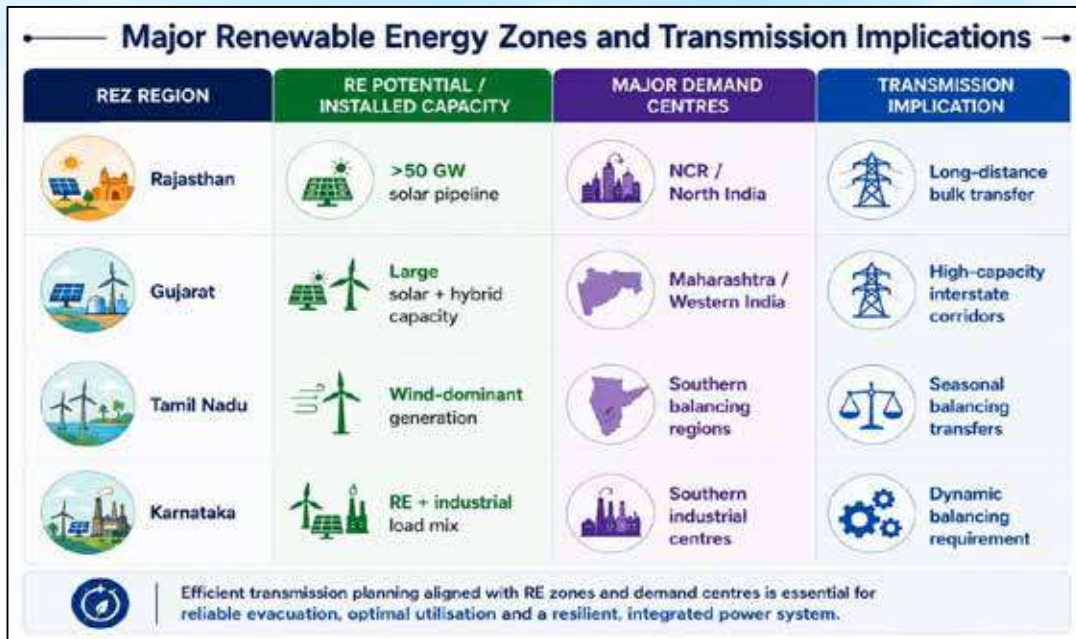 Major Renewable Energy Zones and Transmission Implications
REZ REGION
RE POTENTIAL /
INSTALLED CAPACITY
MAJOR DEMAND
CENTRES
TRANSMISSION
IMPLICATION
Rajasthan
>50 GW
solar pipeline
NCR /
North India
Long-distance
bulk transfer
Gujarat
Large
solar + hybrid
capacity
Maharashtra /
Western India
High-capacity
interstate
corridors
Tamil Nadu
Wind-dominant
generation
Southern
balancing
regions
Seasonal
balancing
transfers
Karnataka
RE + industrial
load mix
Southern
industrial
centres
Dynamic
balancing
requirement
Efficient transmission planning aligned with RE zones and demand centres is essential for
reliable evacuation, optimal utilisation and a resilient, integrated power system.